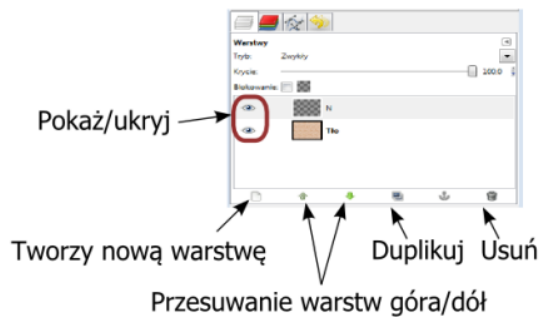 Warstwy
Tryb: Zwykły
Krycie: 100.0
Blokowanie:
N
Tło
Pokaż/ukryj
Tworzy nową warstwę
Duplikuj
Usuń
Przesuwanie warstw góra/dół